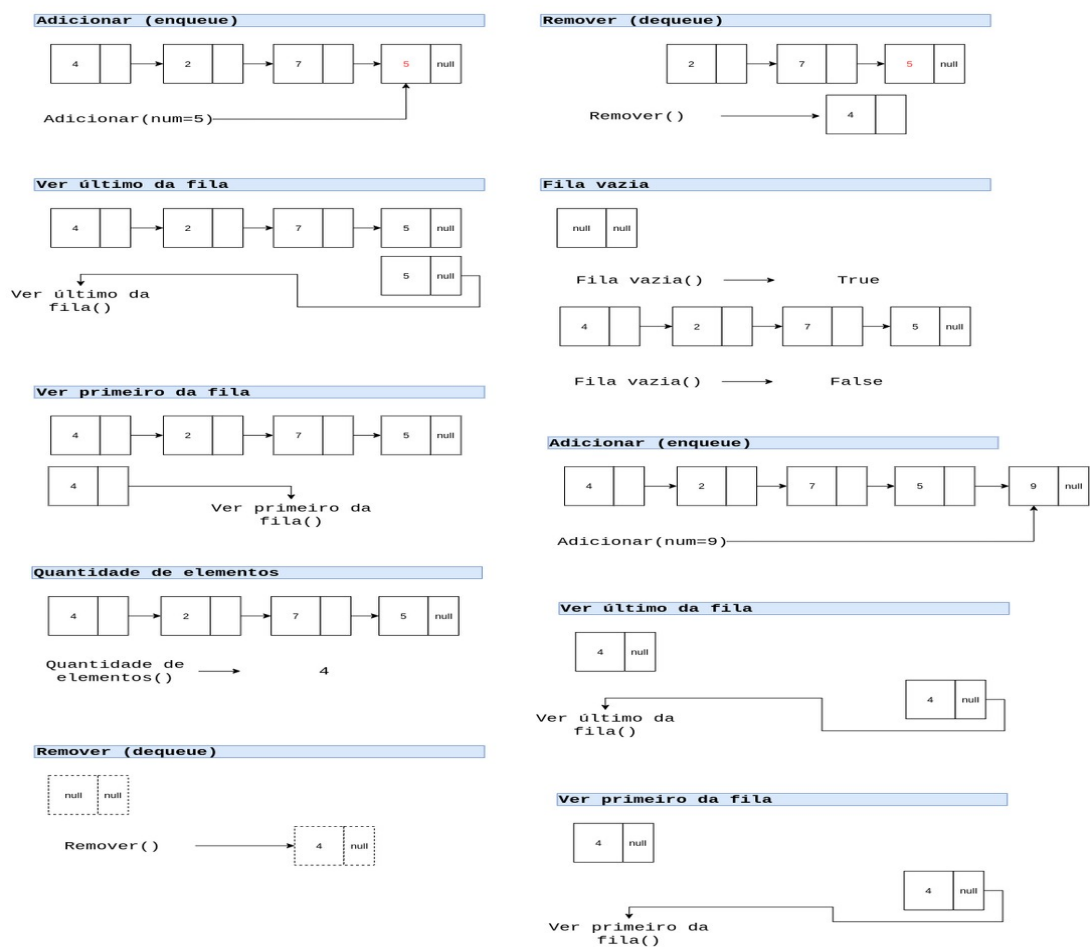 Adicionar (enqueue)
4 2 7 5 null
Adicionar(num=5)
Ver último da fila
4 2 7 5 null
5 null
Ver último da
fila()
Ver primeiro da fila
4 2 7 5 null
4
Ver primeiro da
fila()
Quantidade de elementos
4 2 7 5 null
Quantidade de
elementos()
4
Remover (dequeue)
null null
Remover()
4 null
Remover (dequeue)
2 7 5 null
Remover()
4
Fila vazia
null null
Fila vazia() True
4 2 7 5 null
Fila vazia() False
Adicionar (enqueue)
4 2 7 5 9 null
Adicionar(num=9)
Ver último da fila
4 null
4 null
Ver último da
fila()
Ver primeiro da fila
4 null
4 null
Ver primeiro da
fila()